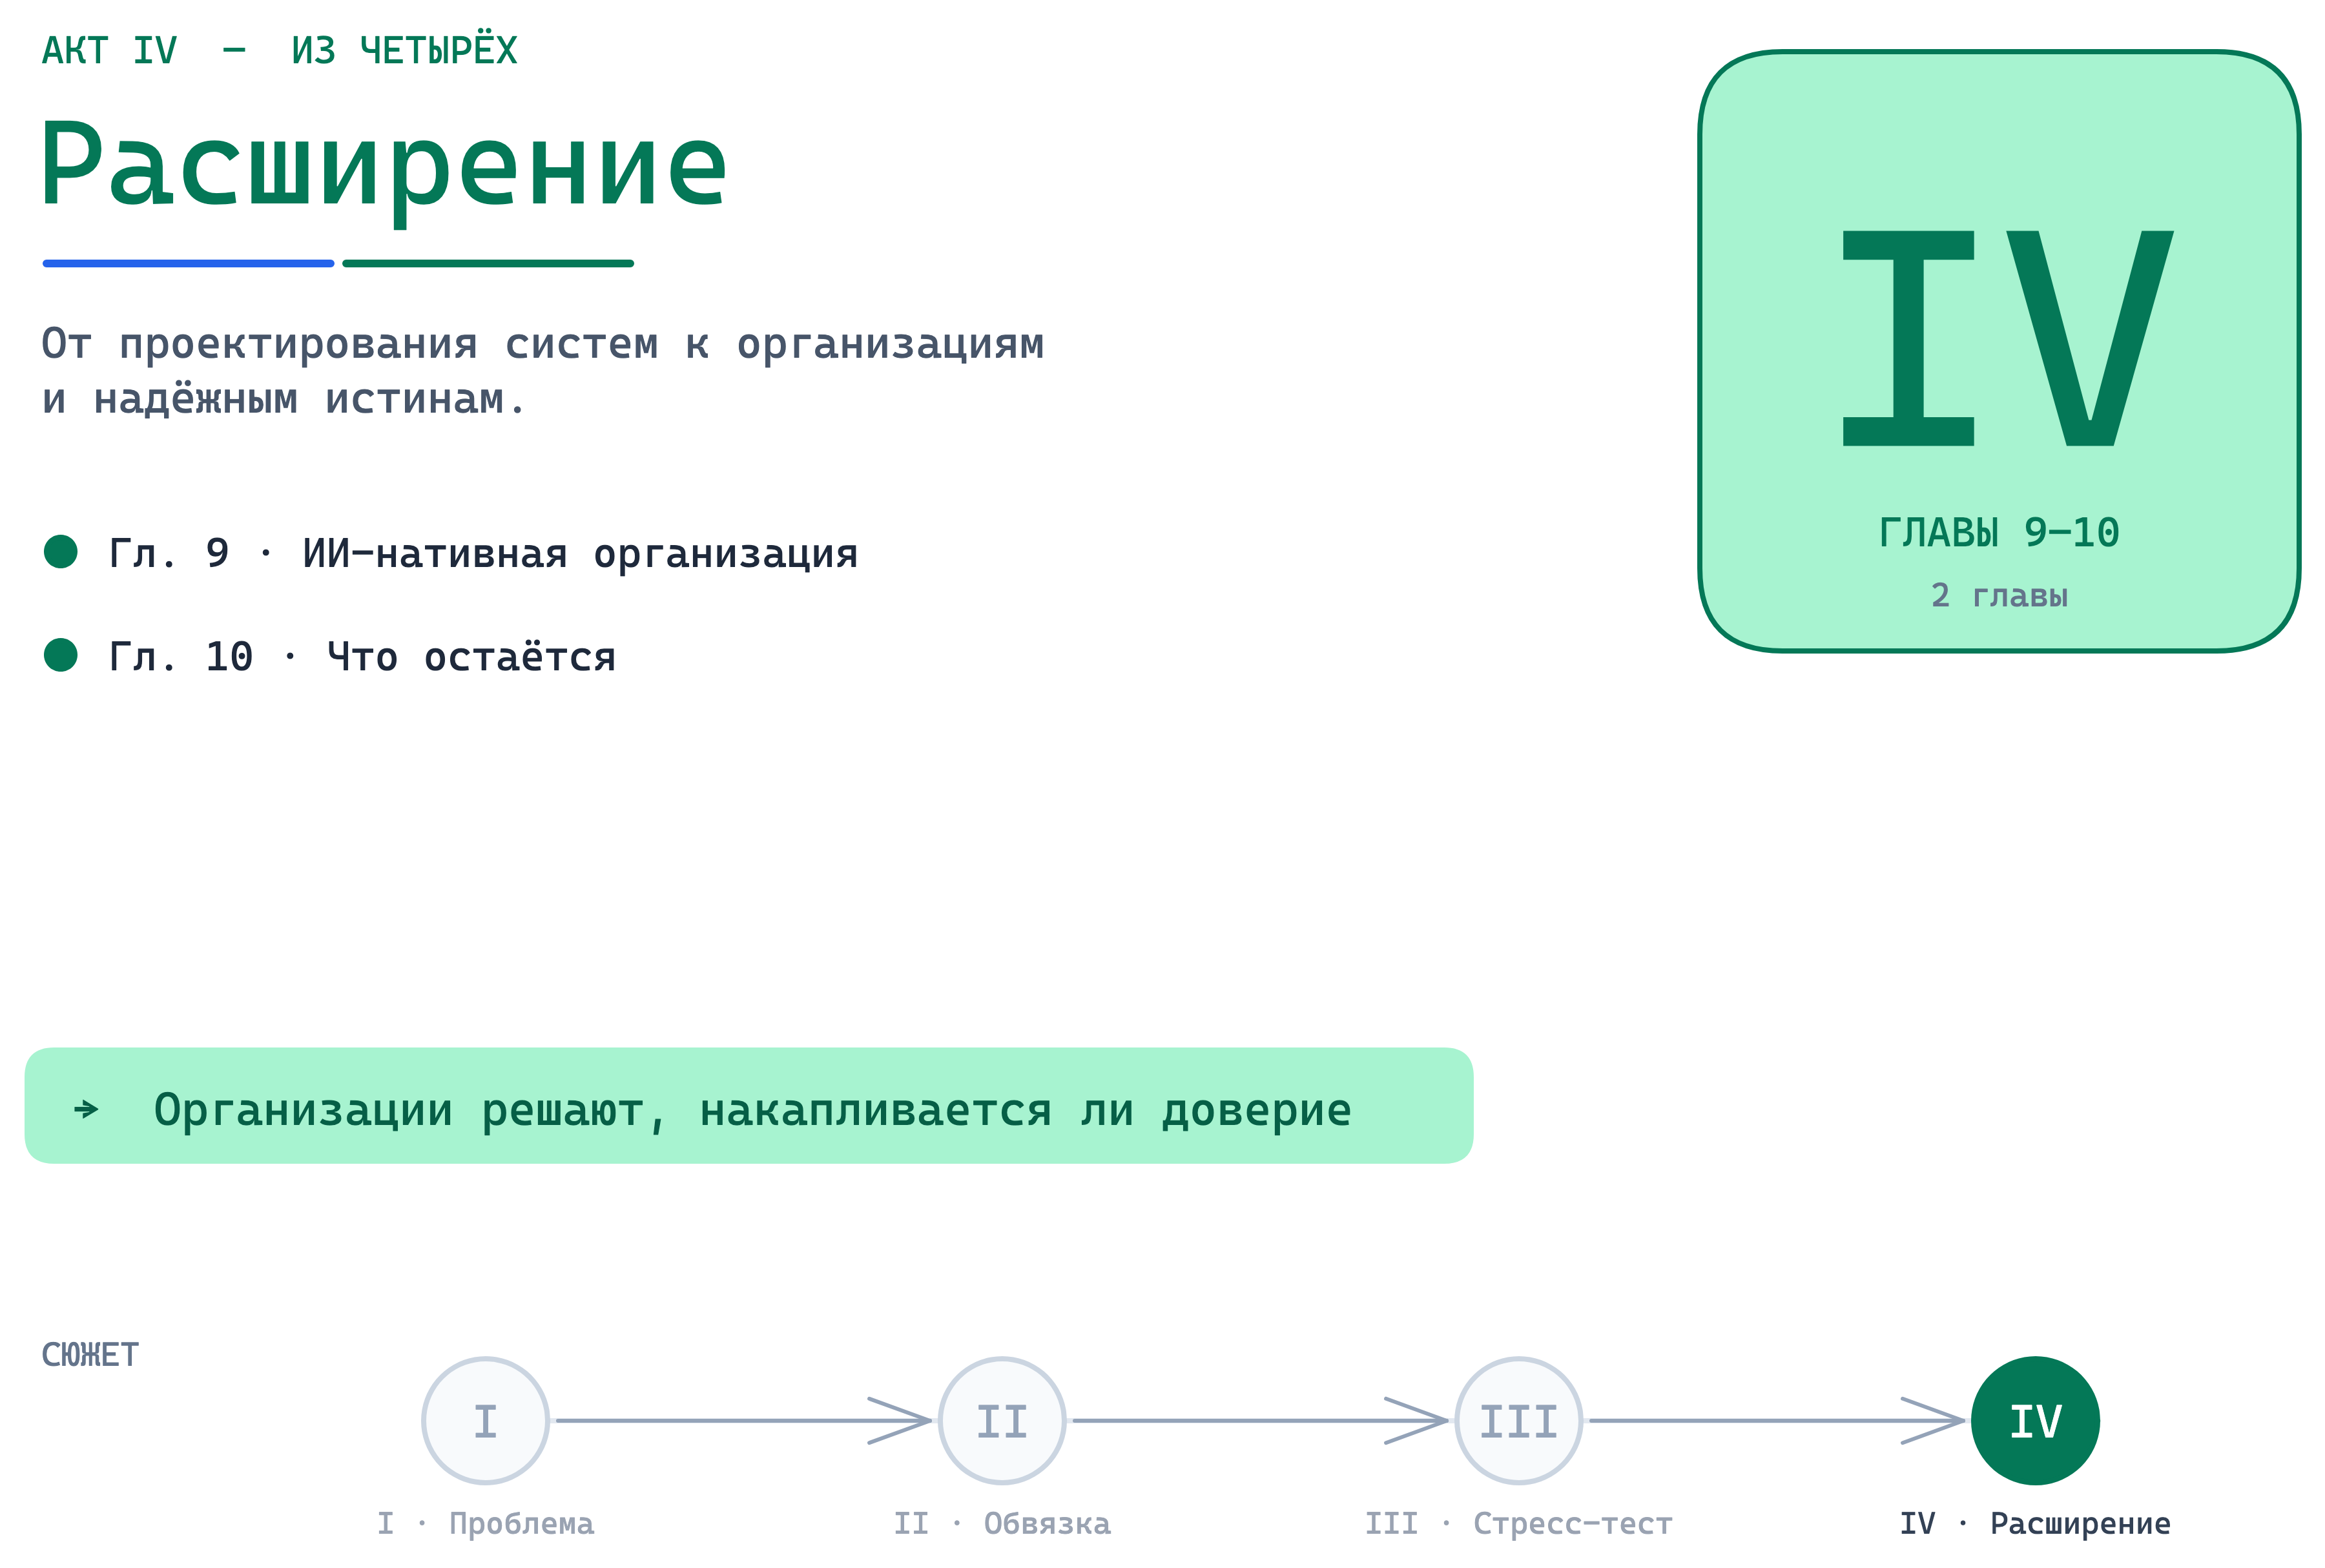 АКТ IV — ИЗ ЧЕТЫРЁХ
Расширение
От проектирования систем к организациям
и надёжным истинам.
Гл. 9 · ИИ-нативная организация
Гл. 10 · Что остаётся
IV
ГЛАВЫ 9–10
2 главы
→ Организации решают, накапливается ли доверие
СЮЖЕТ
I
II
III
IV
I · Проблема
II · Обвязка
III · Стресс-тест
IV · Расширение